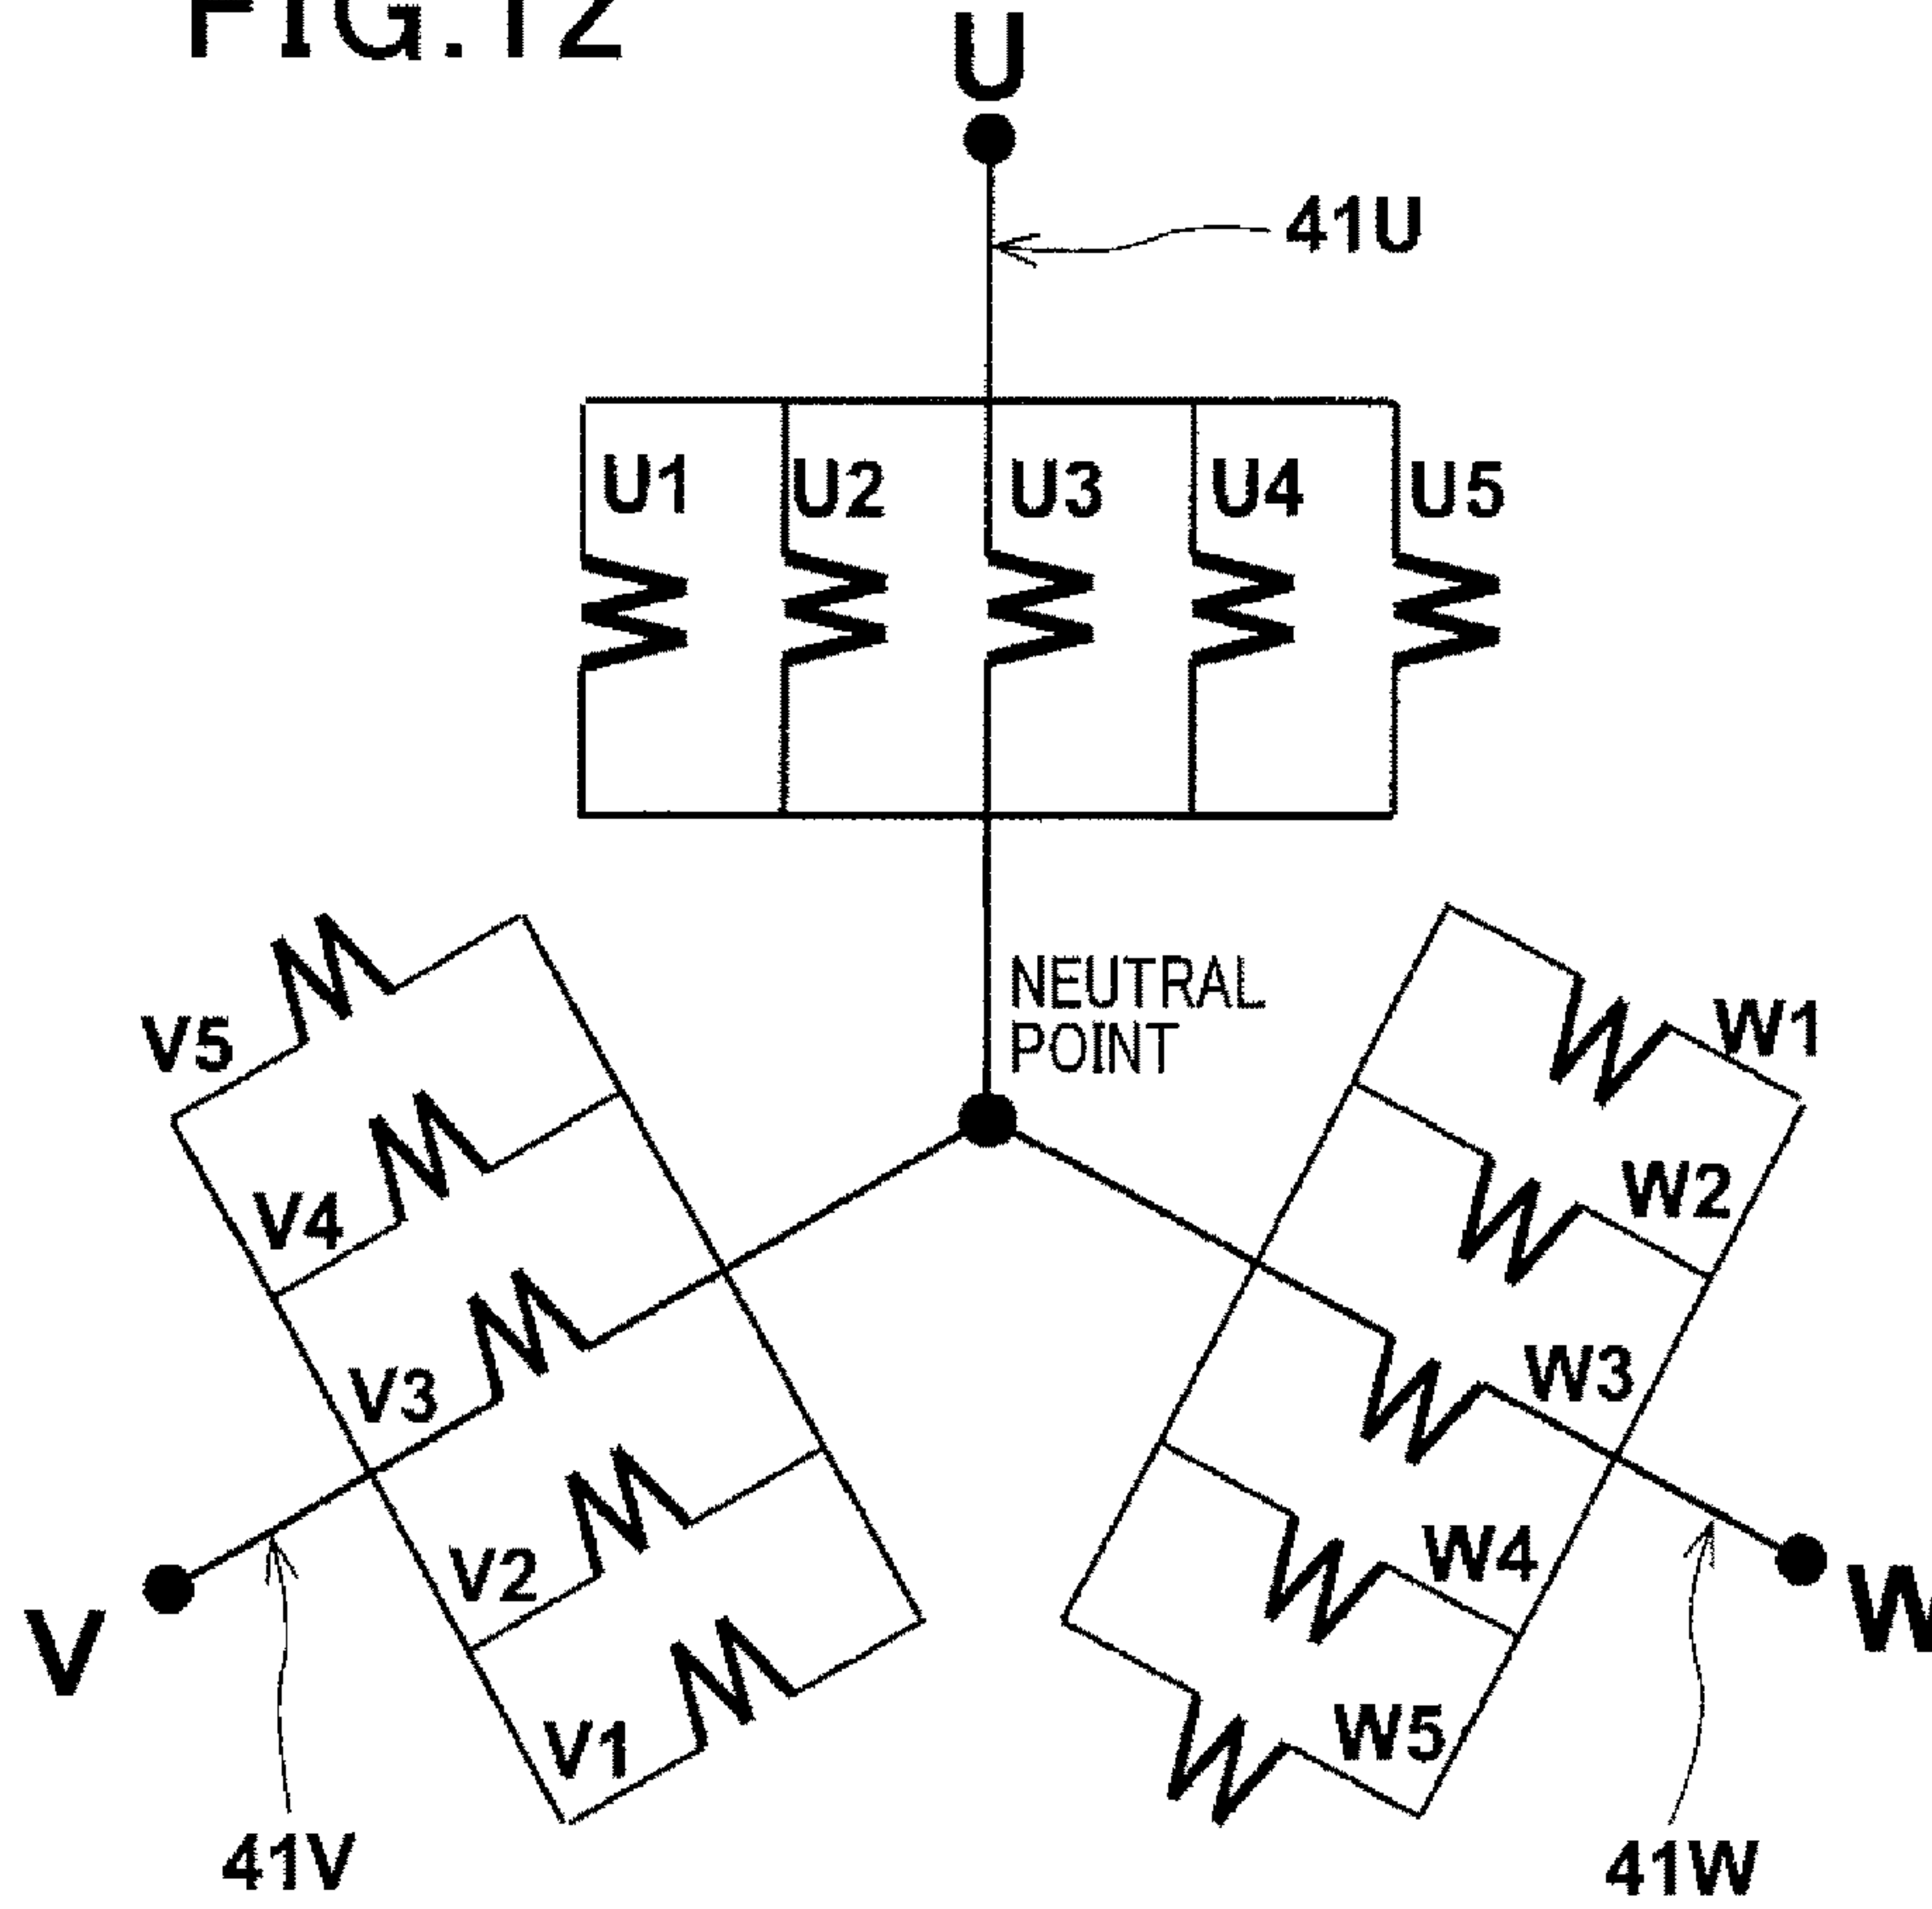 FIG.12
U
41U
U1 U2 U3 U4 U5
NEUTRAL
POINT
V5
V4
V3
V2
V1
V
41V
W1
W2
W3
W4
W5
W
41W